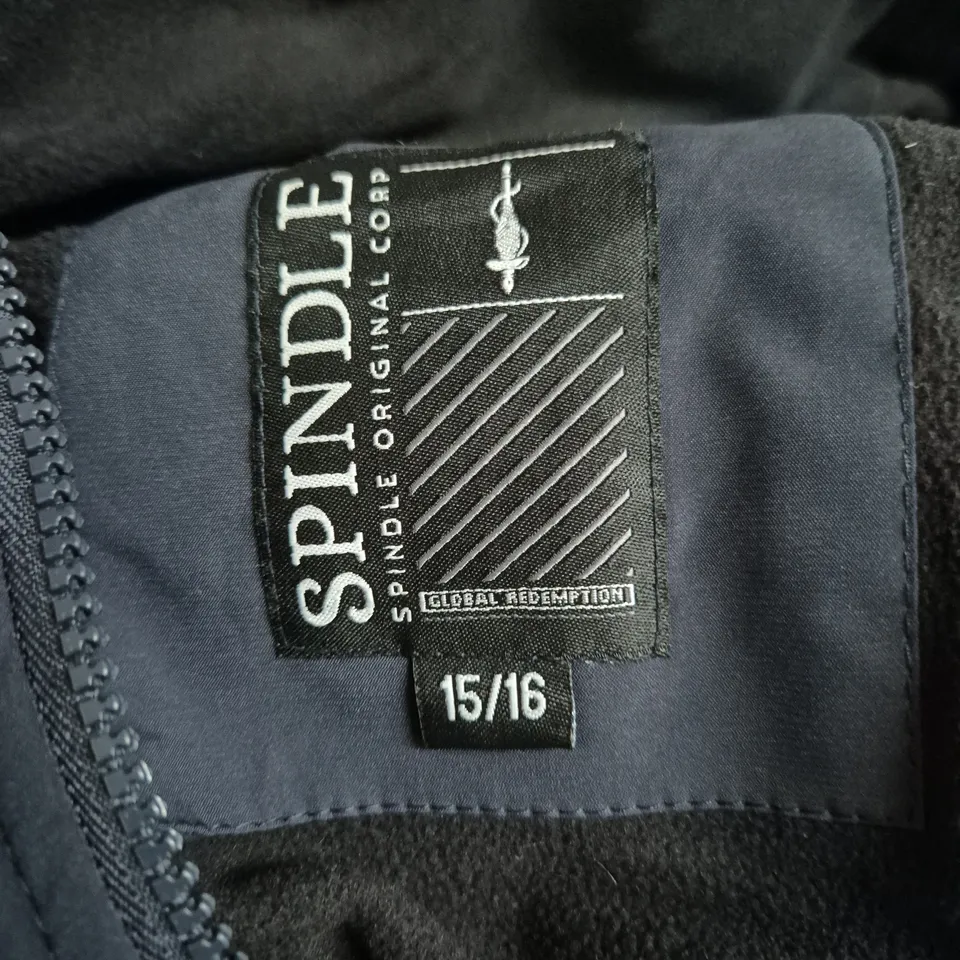 SPINDLE
SPINDLE ORIGINAL CORP
GLOBAL REDEMPTION
15/16